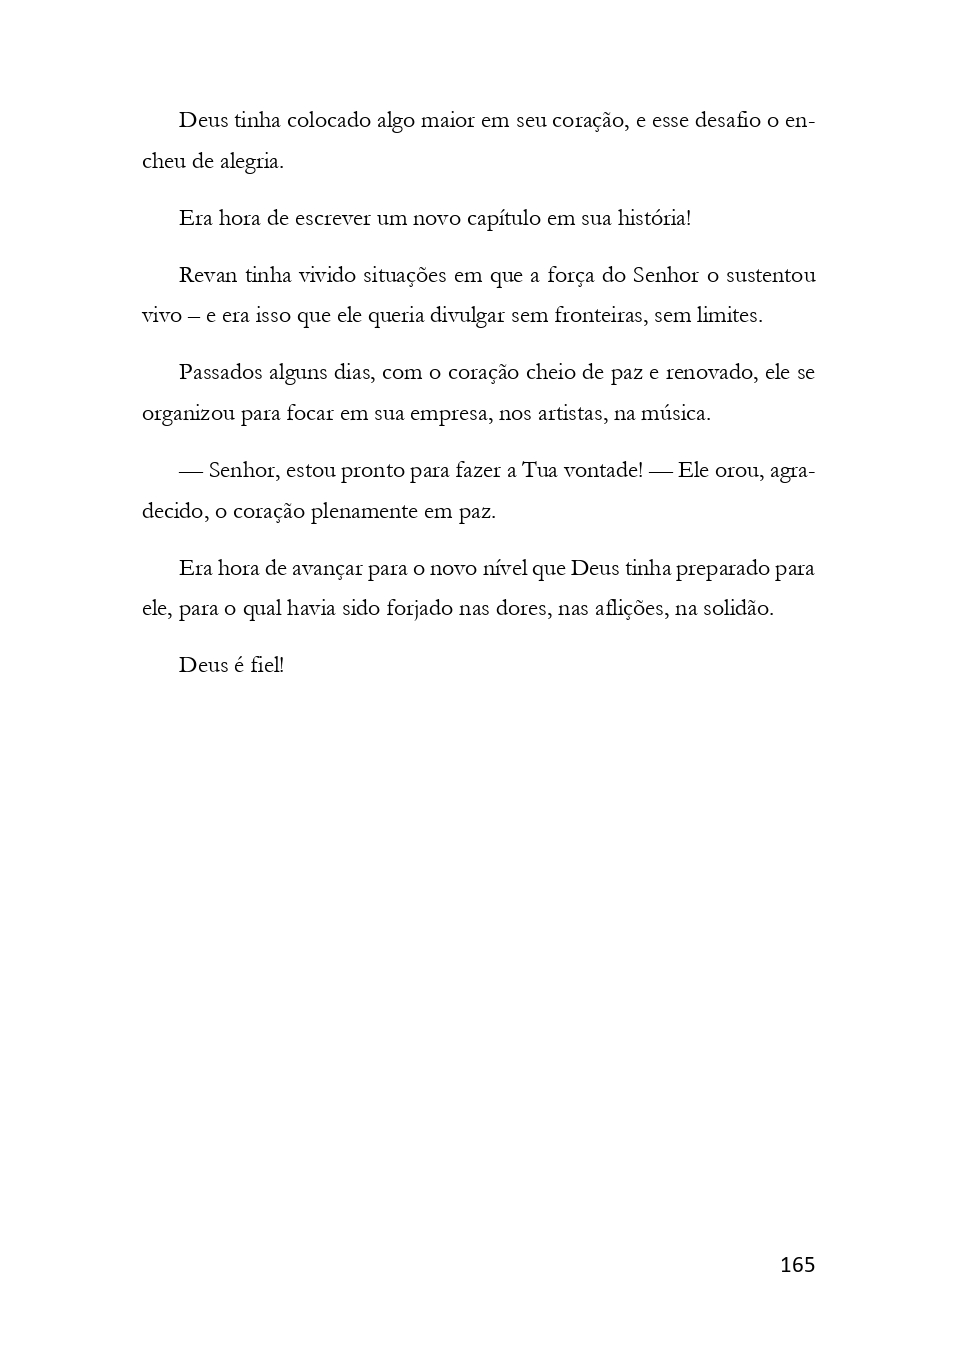 Deus tinha colocado algo maior em seu coração, e esse desafio o en-
cheu de alegria.
Era hora de escrever um novo capítulo em sua história!
Revan tinha vivido situações em que a força do Senhor o sustentou
vivo – e era isso que ele queria divulgar sem fronteiras, sem limites.
Passados alguns dias, com o coração cheio de paz e renovado, ele se
organizou para focar em sua empresa, nos artistas, na música.
— Senhor, estou pronto para fazer a Tua vontade! — Ele orou, agra-
decido, o coração plenamente em paz.
Era hora de avançar para o novo nível que Deus tinha preparado para
ele, para o qual havia sido forjado nas dores, nas aflições, na solidão.
Deus é fiel!
165